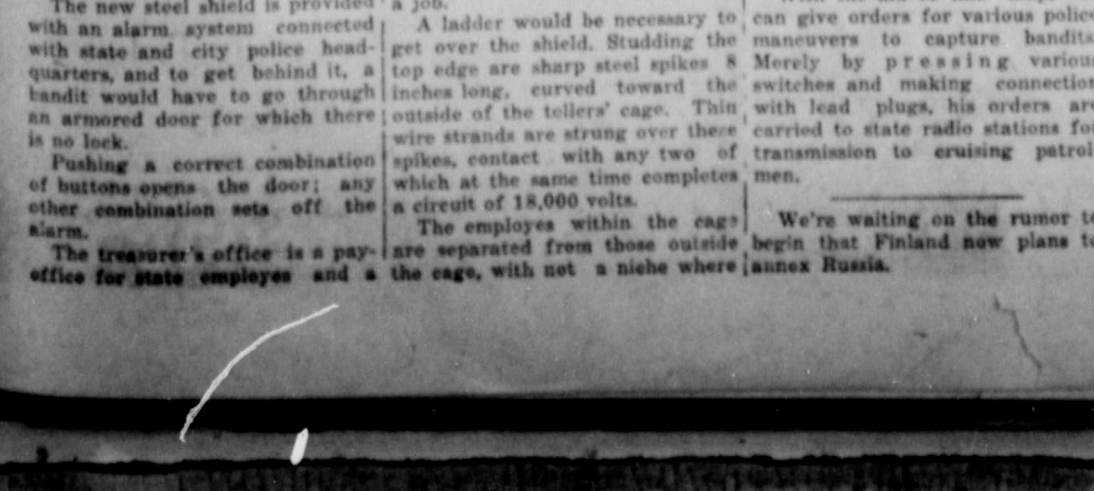 The new steel shield is provided
with an alarm system connected
with state and city police head-
quarters, and to get behind it, a
bandit would have to go through
an armored door for which there
is no lock.
Pushing a correct combination
of buttons opens the door; any
other combination sets off the
alarm.
The treasurer's office is a pay-
office for state employes and a
a job.
A ladder would be necessary to
get over the shield. Studding the
top edge are sharp steel spikes 8
inches long, curved toward the
outside of the tellers' cage. Thin
wire strands are strung over these
spikes, contact with any two of
which at the same time completes
a circuit of 18,000 volts.
The employes within the cage
are separated from those outside
the cage, with not a niche where
can give orders for various police
maneuvers to capture bandits.
Merely by pressing various
switches and making connection
with lead plugs, his orders are
carried to state radio stations for
transmission to cruising patrol
men.
We're waiting on the rumor to
begin that Finland now plans to
annex Russia.